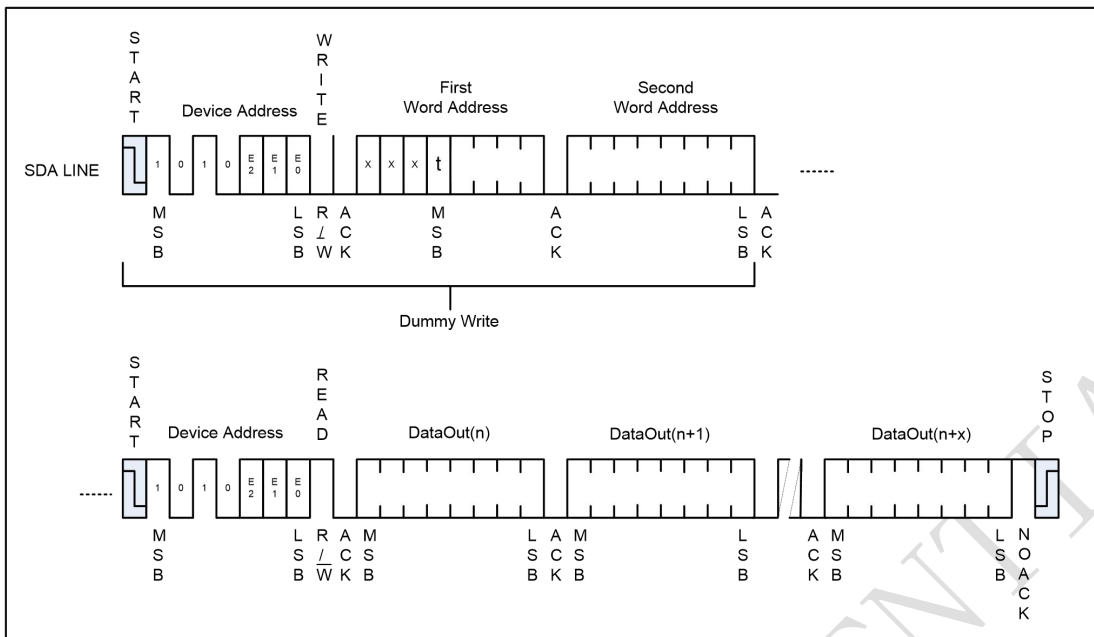 START
WRITE
First
Word Address
Second
Word Address
Device Address
SDA LINE
1 0 1 0 E2 E1 E0 x x x t
......
MSB LSB R/W ACK MSB ACK LSB ACK
Dummy Write
START
READ
STOP
Device Address DataOut(n) DataOut(n+1) DataOut(n+x)
......
1 0 1 0 E2 E1 E0
MSB LSB R/W ACK MSB LSB ACK MSB LSB ACK MSB LSB NOACK